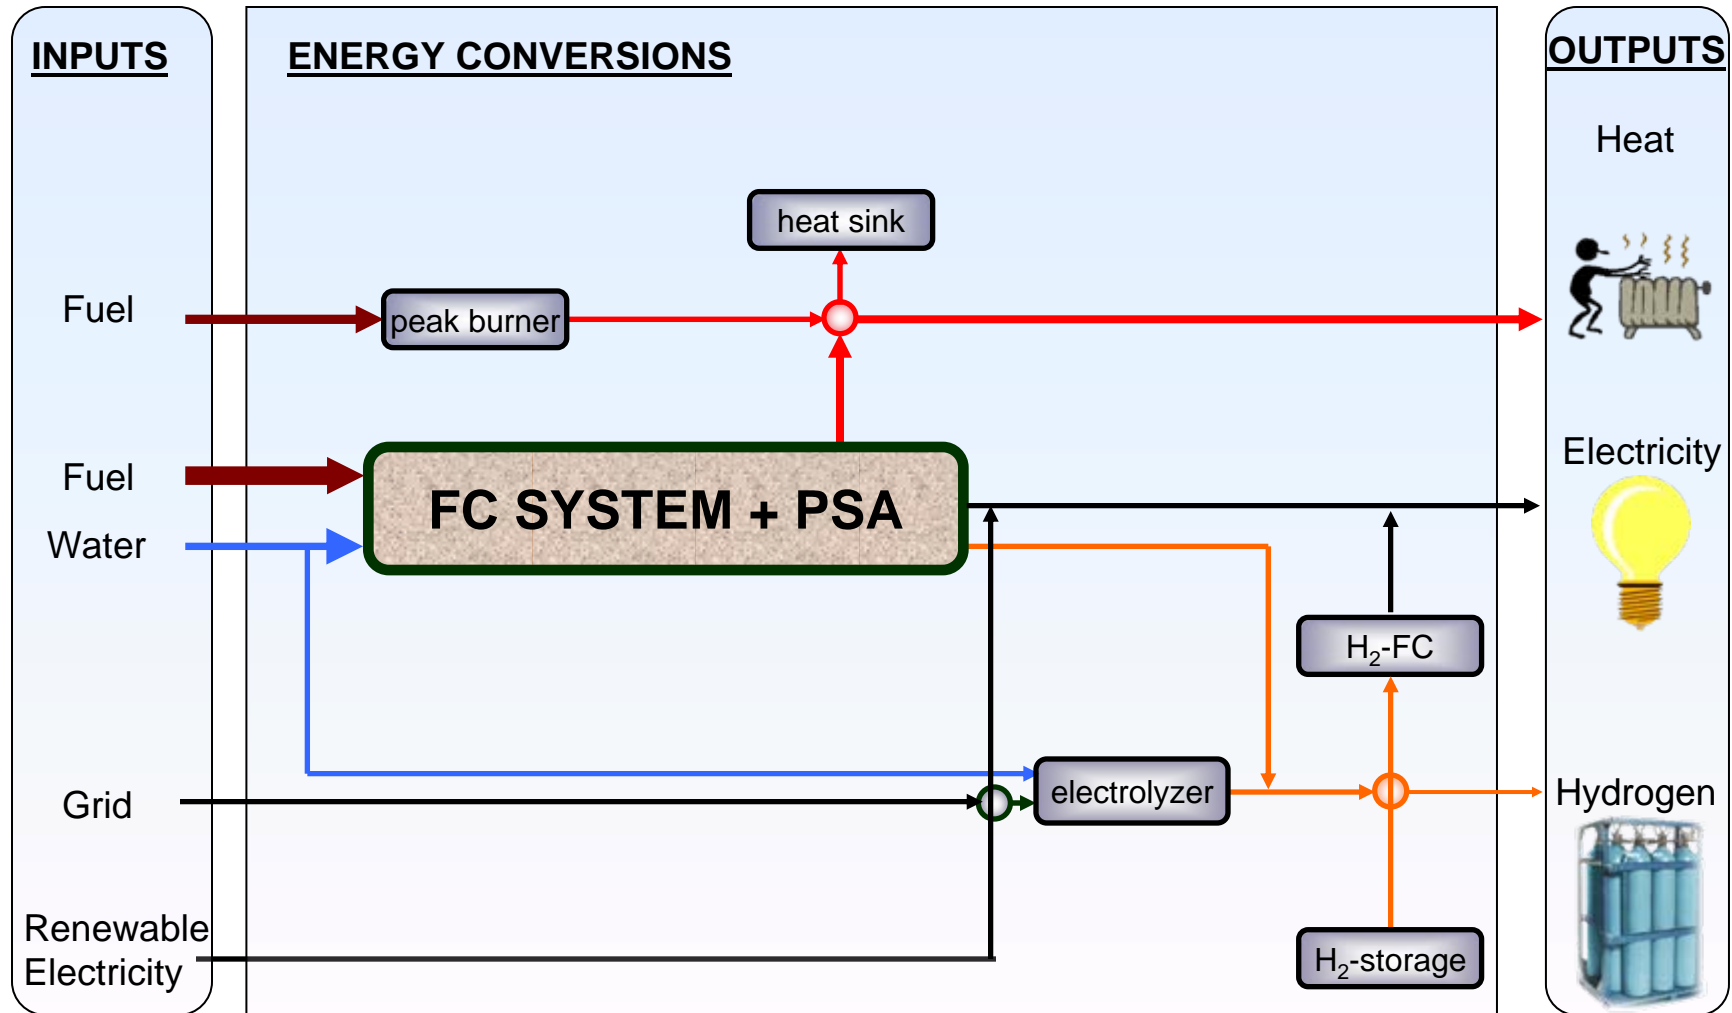 INPUTS
ENERGY CONVERSIONS
OUTPUTS
Heat
heat sink
Fuel
peak burner
Electricity
Fuel
FC SYSTEM + PSA
Water
H₂-FC
electrolyzer
Hydrogen
Grid
Renewable
Electricity
H₂-storage